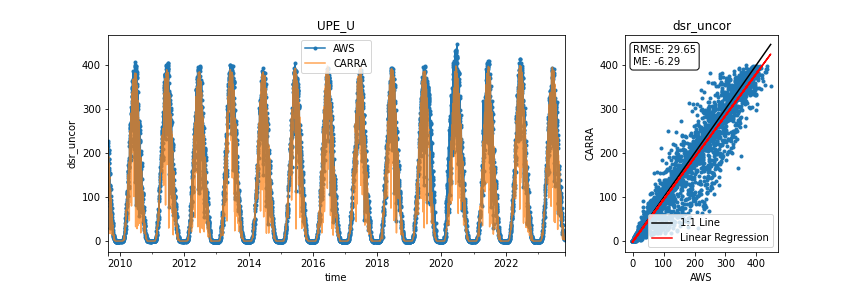 UPE_U
dsr_uncor
400
300
200
100
0
2010
2012
2014
2016
2018
2020
2022
time
AWS
CARRA
dsr_uncor
CARRA
400
300
200
100
0
0
100
200
300
400
AWS
RMSE: 29.65
ME: -6.29
1:1 Line
Linear Regression